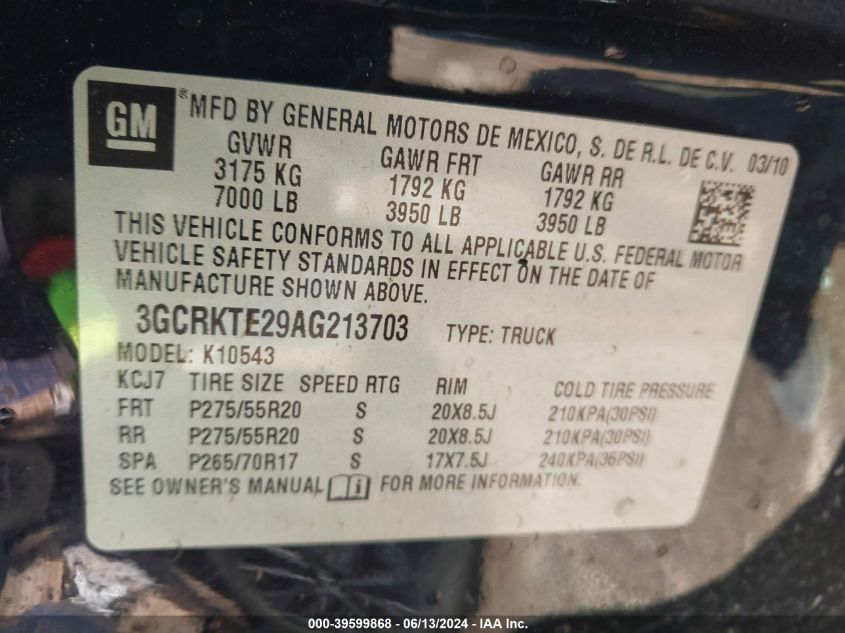 GM
® MFD BY GENERAL MOTORS DE MEXICO, S. DE R.L. DE C.V. 03/10
GVWR GAWR FRT GAWR RR
3175 KG 1792 KG 1792 KG
7000 LB 3950 LB 3950 LB
THIS VEHICLE CONFORMS TO ALL APPLICABLE U.S. FEDERAL MOTOR
VEHICLE SAFETY STANDARDS IN EFFECT ON THE DATE OF
MANUFACTURE SHOWN ABOVE.
3GCRKTE29AG213703 TYPE: TRUCK
MODEL: K10543
KCJ7 TIRE SIZE SPEED RTG RIM COLD TIRE PRESSURE
FRT P275/55R20 S 20X8.5J 210KPA(30PSI)
RR P275/55R20 S 20X8.5J 210KPA(30PSI)
SPA P265/70R17 S 17X7.5J 240KPA(35PSI)
SEE OWNER'S MANUAL i FOR MORE INFORMATION.
000-39599868 - 06/13/2024 - IAA Inc.